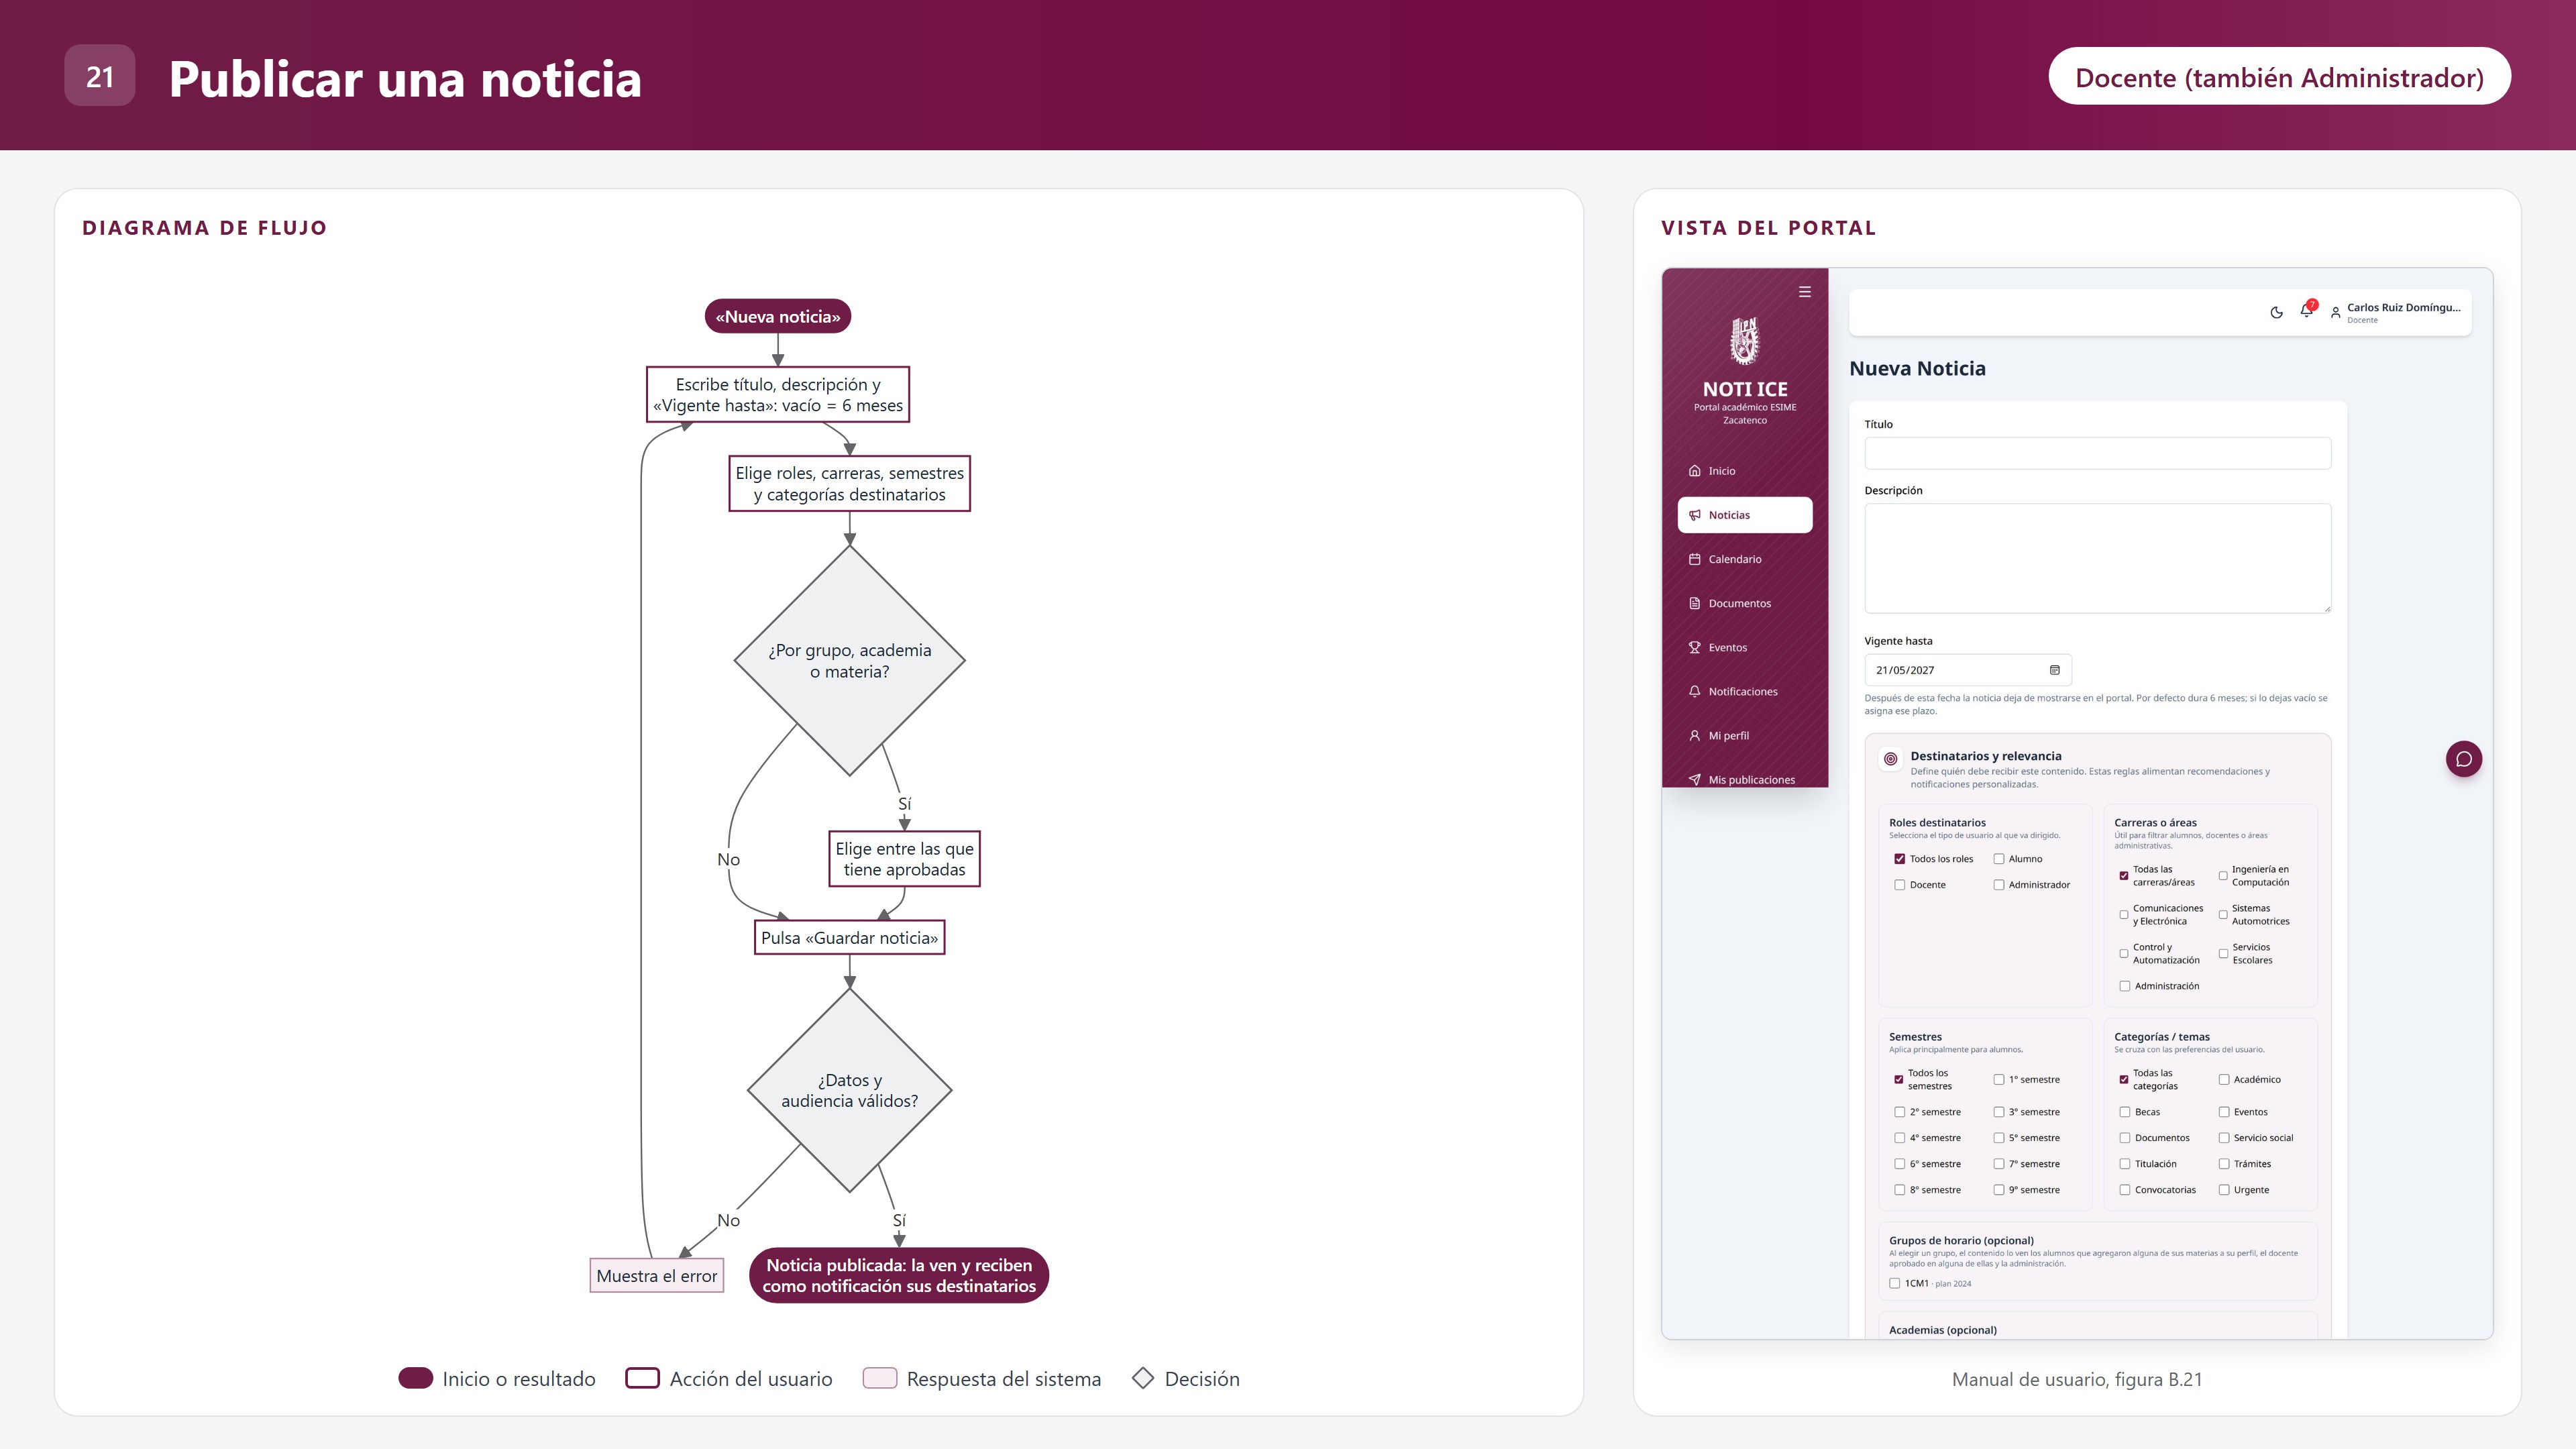 21
Publicar una noticia
Docente (también Administrador)
DIAGRAMA DE FLUJO
«Nueva noticia»
Escribe título, descripción y
«Vigente hasta»: vacío = 6 meses
Elige roles, carreras, semestres
y categorías destinatarios
¿Por grupo, academia
o materia?
Sí
No
Elige entre las que
tiene aprobadas
Pulsa «Guardar noticia»
¿Datos y
audiencia válidos?
No
Sí
Muestra el error
Noticia publicada: la ven y reciben
como notificación sus destinatarios
Inicio o resultado
Acción del usuario
Respuesta del sistema
Decisión
VISTA DEL PORTAL
IPN
NOTI ICE
Portal académico ESIME
Zacatenco
Inicio
Noticias
Calendario
Documentos
Eventos
Notificaciones
Mi perfil
Mis publicaciones
7
Carlos Ruiz Domíngu...
Docente
Nueva Noticia
Título
Descripción
Vigente hasta
21/05/2027
Después de esta fecha la noticia deja de mostrarse en el portal. Por defecto dura 6 meses; si lo dejas vacío se
asigna ese plazo.
Destinatarios y relevancia
Define quién debe recibir este contenido. Estas reglas alimentan recomendaciones y
notificaciones personalizadas.
Roles destinatarios
Selecciona el tipo de usuario al que va dirigido.
Todos los roles
Alumno
Docente
Administrador
Carreras o áreas
Útil para filtrar alumnos, docentes o áreas
administrativas.
Todas las
carreras/áreas
Ingeniería en
Computación
Comunicaciones
y Electrónica
Sistemas
Automotrices
Control y
Automatización
Servicios
Escolares
Administración
Semestres
Aplica principalmente para alumnos.
Todos los
semestres
1° semestre
2° semestre
3° semestre
4° semestre
5° semestre
6° semestre
7° semestre
8° semestre
9° semestre
Categorías / temas
Se cruza con las preferencias del usuario.
Todas las
categorías
Académico
Becas
Eventos
Documentos
Servicio social
Titulación
Trámites
Convocatorias
Urgente
Grupos de horario (opcional)
Al elegir un grupo, el contenido lo ven los alumnos que agregaron alguna de sus materias a su perfil, el docente
aprobado en alguna de ellas y la administración.
1CM1 · plan 2024
Academias (opcional)
Manual de usuario, figura B.21